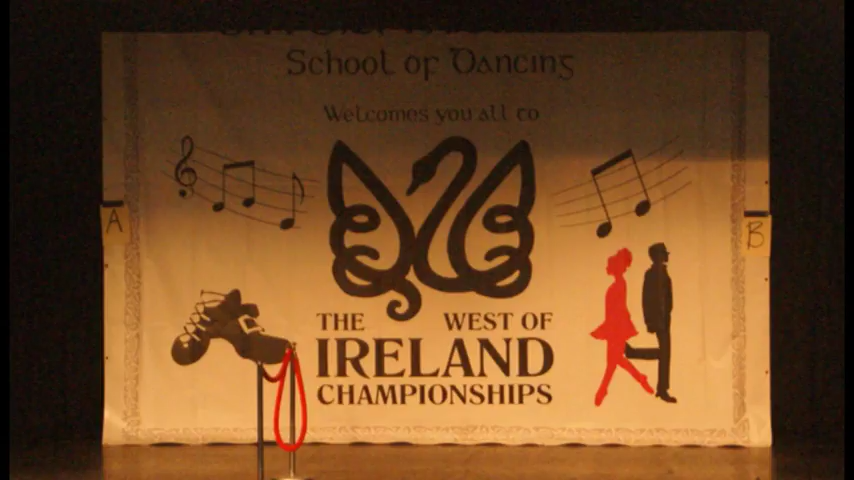 School of Dancing
Welcomes you all to
A
B
THE WEST OF
IRELAND
CHAMPIONSHIPS